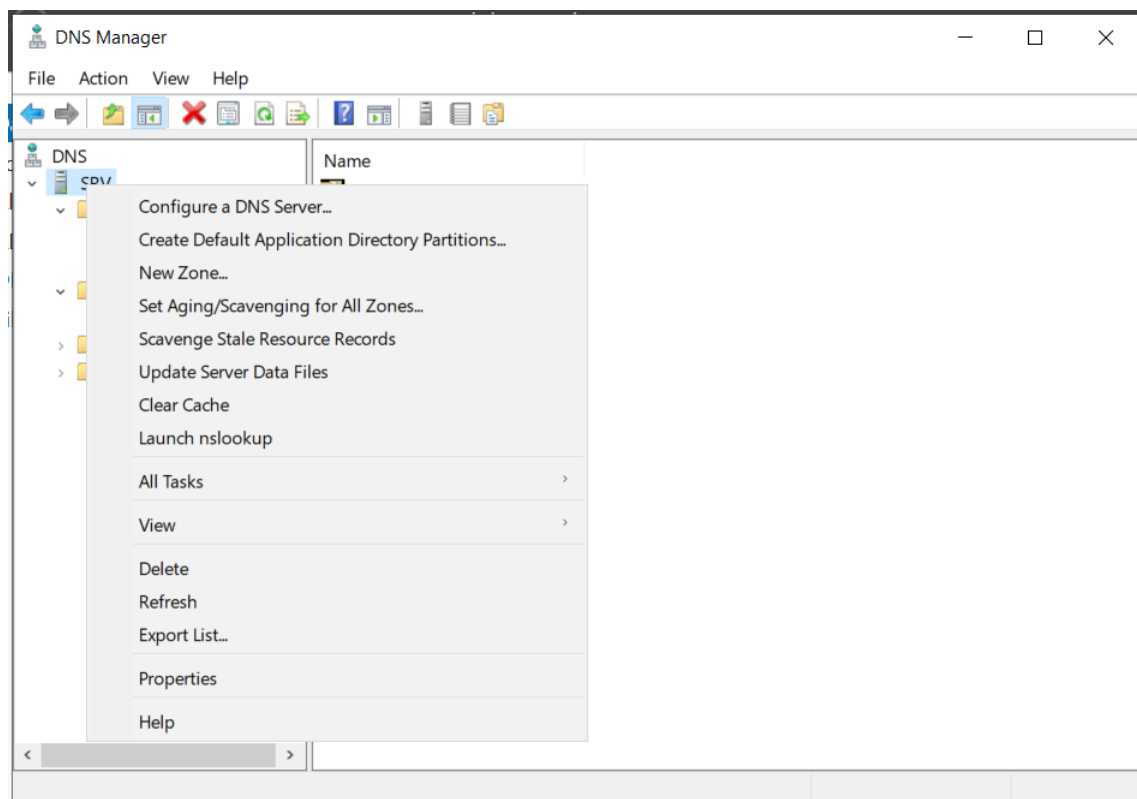 DNS Manager
File Action View Help
DNS
Name
SRV
Configure a DNS Server...
Create Default Application Directory Partitions...
New Zone...
Set Aging/Scavenging for All Zones...
Scavenge Stale Resource Records
Update Server Data Files
Clear Cache
Launch nslookup
All Tasks
View
Delete
Refresh
Export List...
Properties
Help